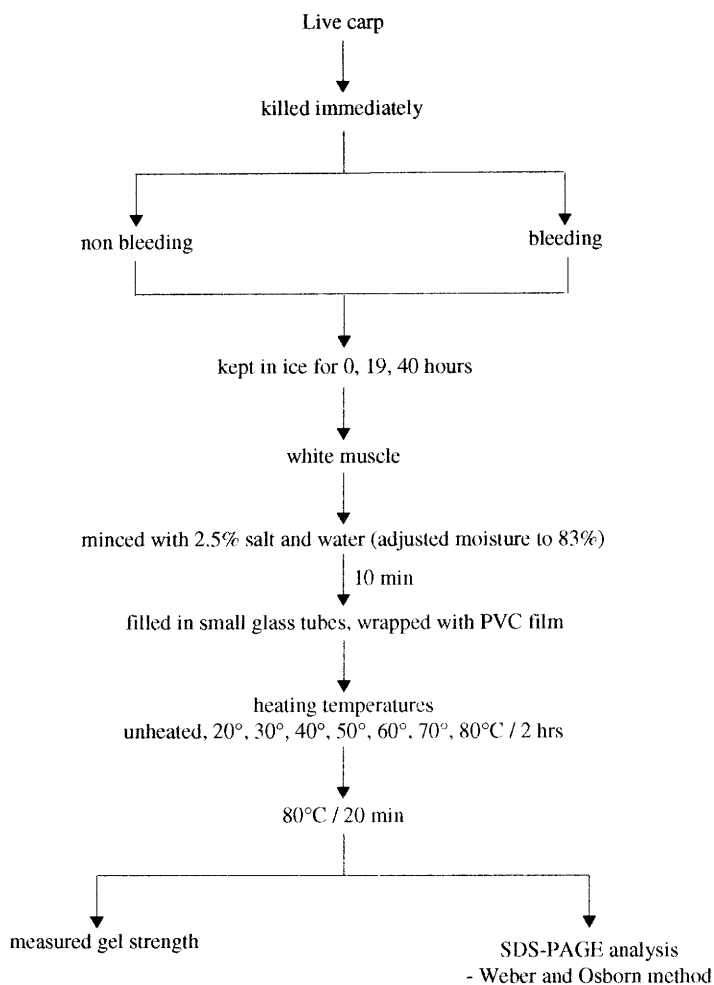 Live carp
killed immediately
non bleeding
bleeding
kept in ice for 0, 19, 40 hours
white muscle
minced with 2.5% salt and water (adjusted moisture to 83%)
10 min
filled in small glass tubes, wrapped with PVC film
heating temperatures
unheated, 20°, 30°, 40°, 50°, 60°, 70°, 80°C / 2 hrs
80°C / 20 min
measured gel strength
SDS-PAGE analysis
- Weber and Osborn method